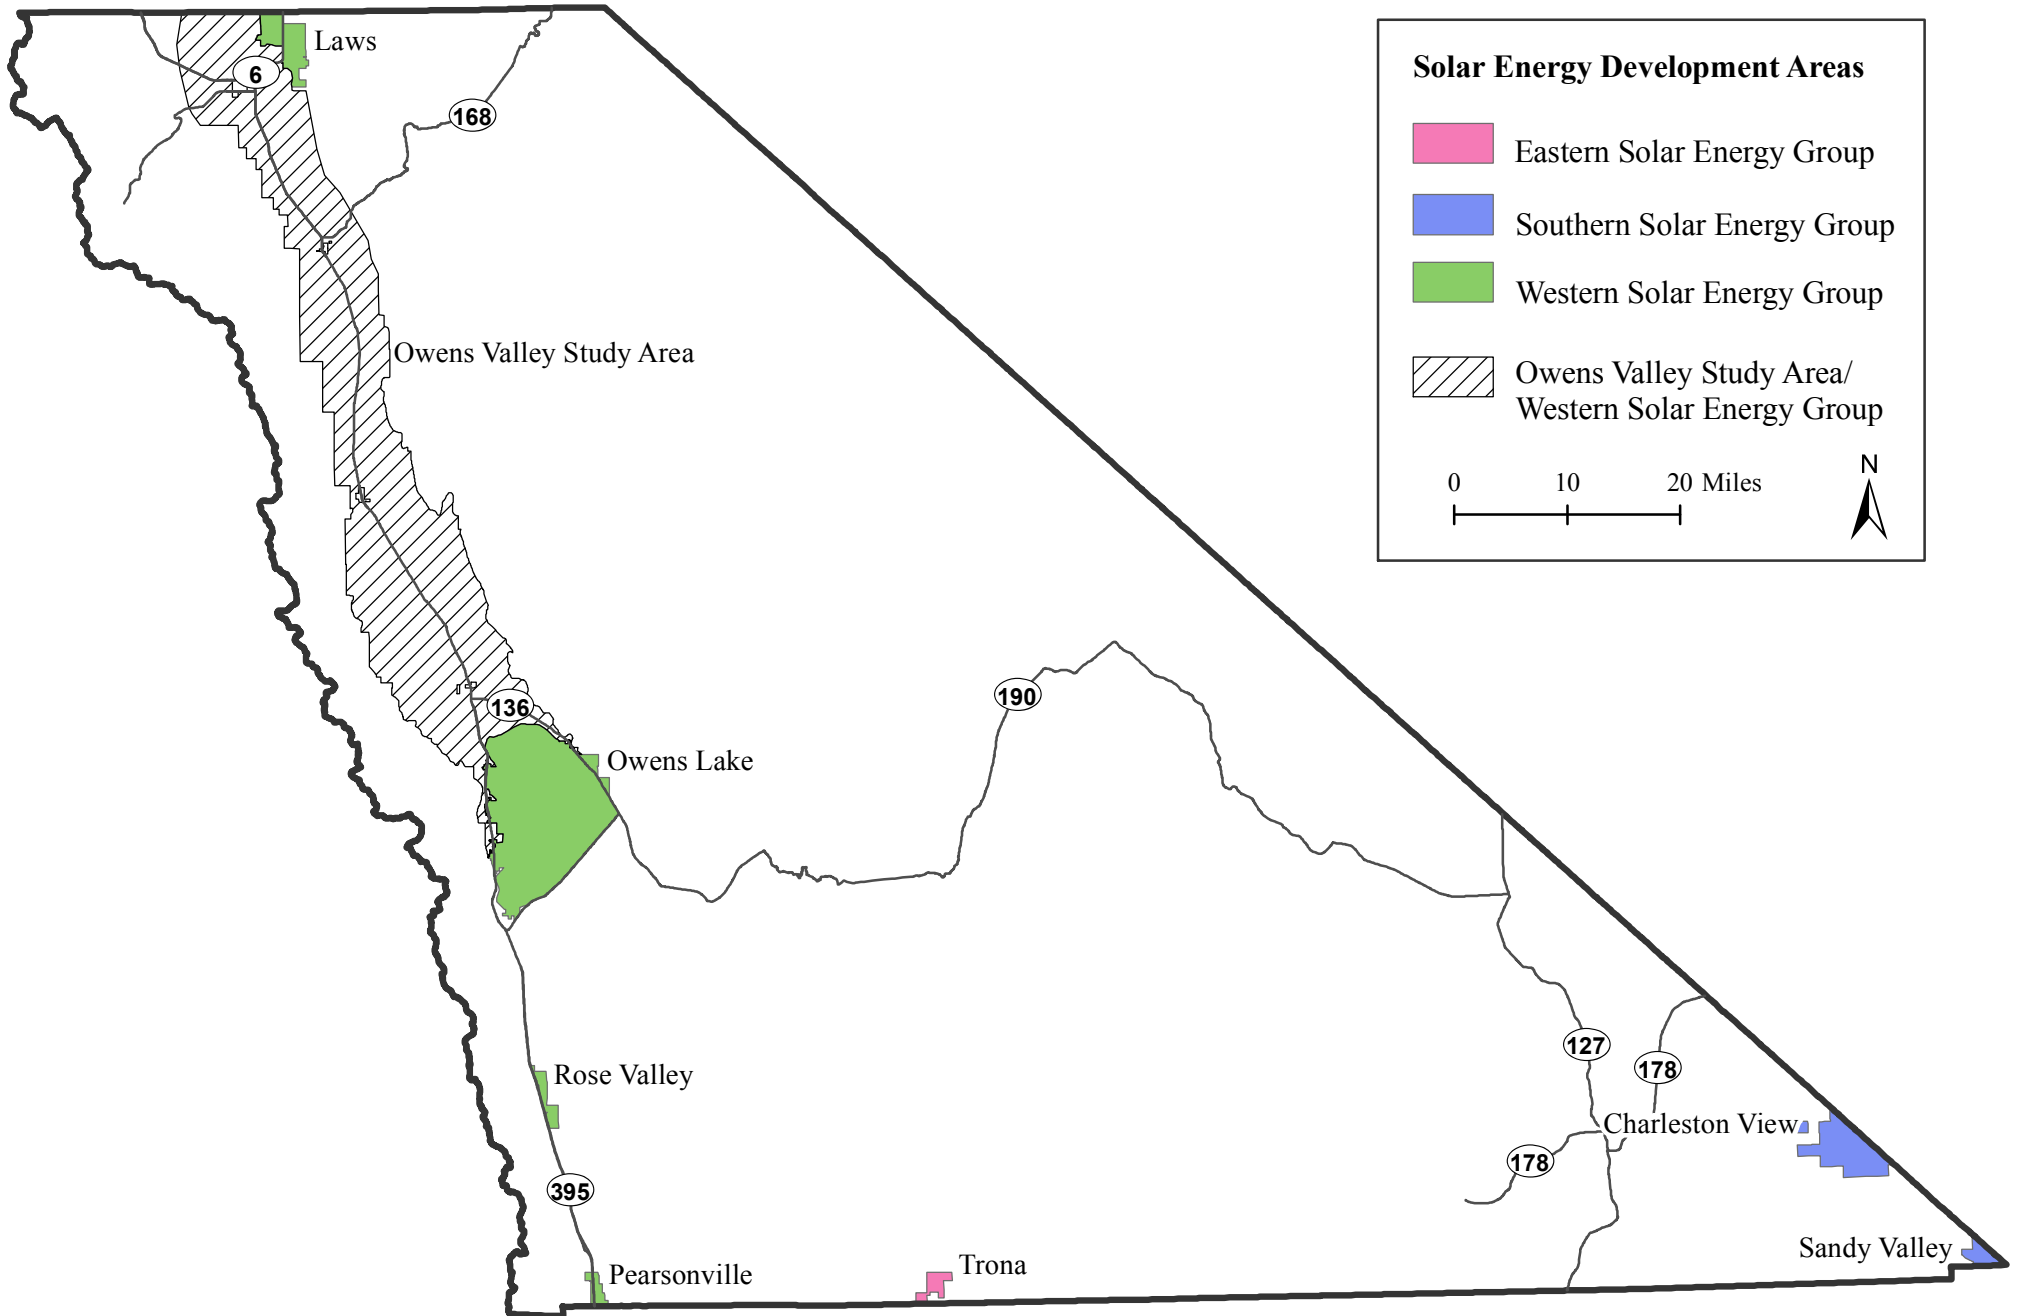 Laws
6
168
Owens Valley Study Area
136
Owens Lake
190
Rose Valley
395
Pearsonville
Trona
127
178
Charleston View
178
Sandy Valley
Solar Energy Development Areas
Eastern Solar Energy Group
Southern Solar Energy Group
Western Solar Energy Group
Owens Valley Study Area/
Western Solar Energy Group
N
0 10 20 Miles